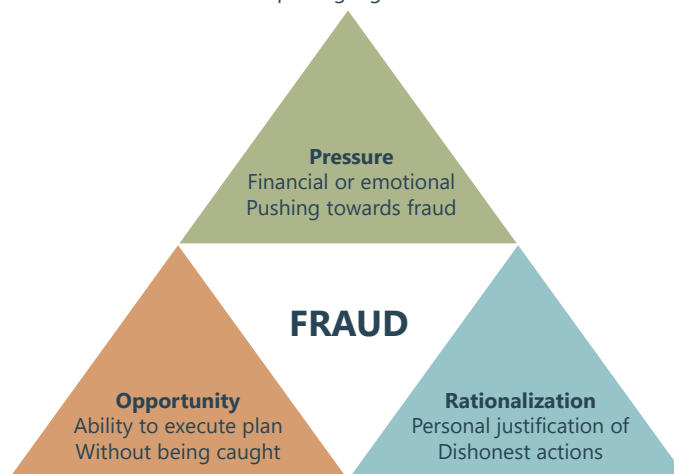 Pressure
Financial or emotional
Pushing towards fraud
FRAUD
Opportunity
Ability to execute plan
Without being caught
Rationalization
Personal justification of
Dishonest actions